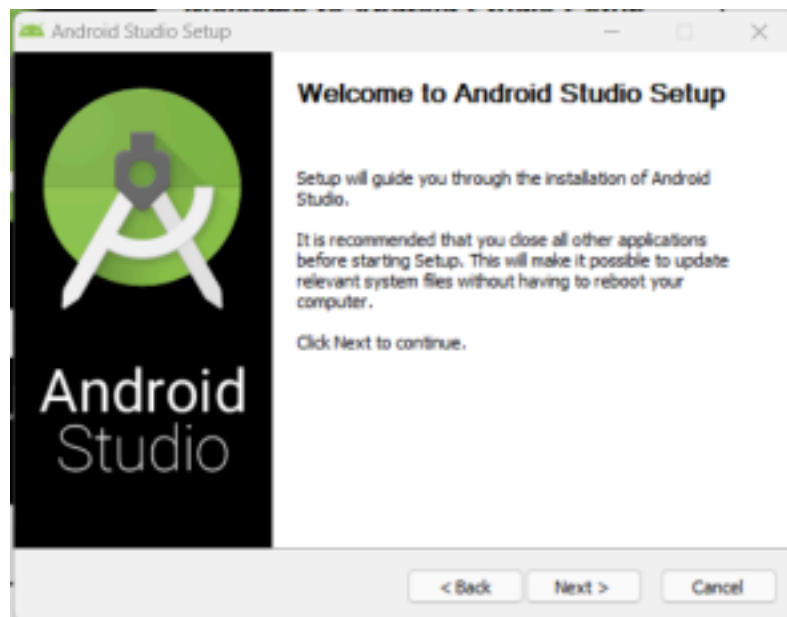 Android Studio Setup
Welcome to Android Studio Setup
Setup will guide you through the installation of Android
Studio.
It is recommended that you close all other applications
before starting Setup. This will make it possible to update
relevant system files without having to reboot your
computer.
Click Next to continue.
Android
Studio
< Back
Next >
Cancel